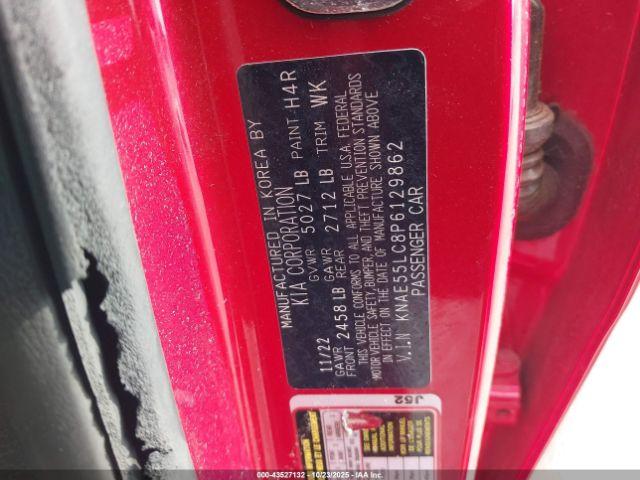 MANUFACTURED IN KOREA BY
KIA CORPORATION
11/22 GVWR 5027 LB PAINT H4R
GAWR FRONT 2458 LB GAWR REAR 2712 LB TRIM WK
THIS VEHICLE CONFORMS TO ALL APPLICABLE U.S.A. FEDERAL
MOTOR VEHICLE SAFETY, BUMPER, AND THEFT PREVENTION STANDARDS
IN EFFECT ON THE DATE OF MANUFACTURE SHOWN ABOVE
V.I.N KNAE55LC8P6129862
PASSENGER CAR
J52
000-43527132 - 10/23/2025 - IAA Inc.